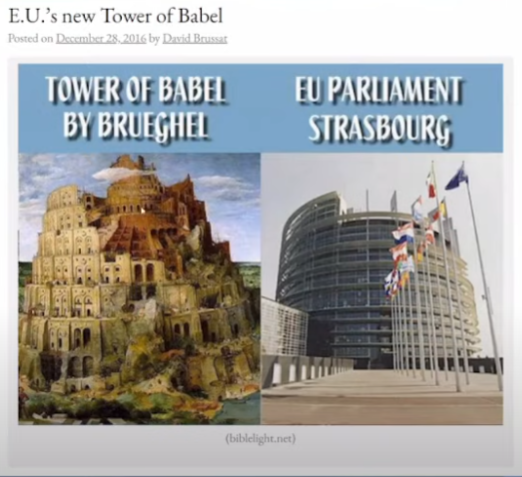 E.U.'s new Tower of Babel
Posted on December 28, 2016 by David Brussat
TOWER OF BABEL
BY BRUEGHEL
EU PARLIAMENT
STRASBOURG
(biblelight.net)